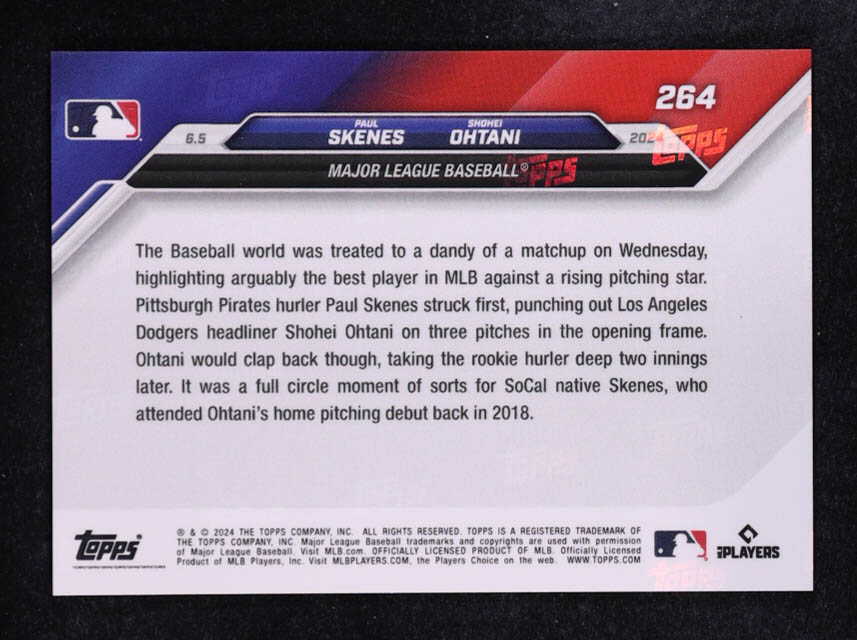 264
PAUL SKENES SHOHEI OHTANI
6.5 2024
Topps
MAJOR LEAGUE BASEBALL®
Topps
The Baseball world was treated to a dandy of a matchup on Wednesday,
highlighting arguably the best player in MLB against a rising pitching star.
Pittsburgh Pirates hurler Paul Skenes struck first, punching out Los Angeles
Dodgers headliner Shohei Ohtani on three pitches in the opening frame.
Ohtani would clap back though, taking the rookie hurler deep two innings
later. It was a full circle moment of sorts for SoCal native Skenes, who
attended Ohtani's home pitching debut back in 2018.
Topps
® & © 2024 THE TOPPS COMPANY, INC. ALL RIGHTS RESERVED. TOPPS IS A REGISTERED TRADEMARK OF
THE TOPPS COMPANY, INC. Major League Baseball trademarks and copyrights are used with permission
of Major League Baseball. Visit MLB.com. OFFICIALLY LICENSED PRODUCT OF MLB. Officially Licensed
Product of MLB Players, Inc. Visit MLBPLAYERS.COM, the Players Choice on the web. WWW.TOPPS.COM
MLB PLAYERS